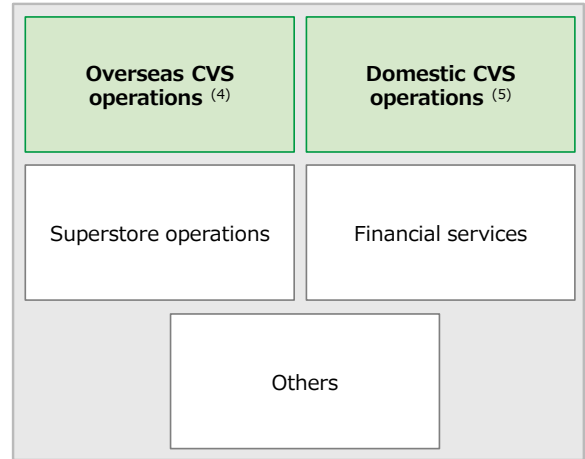 Overseas CVS
operations (4)
Domestic CVS
operations (5)
Superstore operations
Financial services
Others